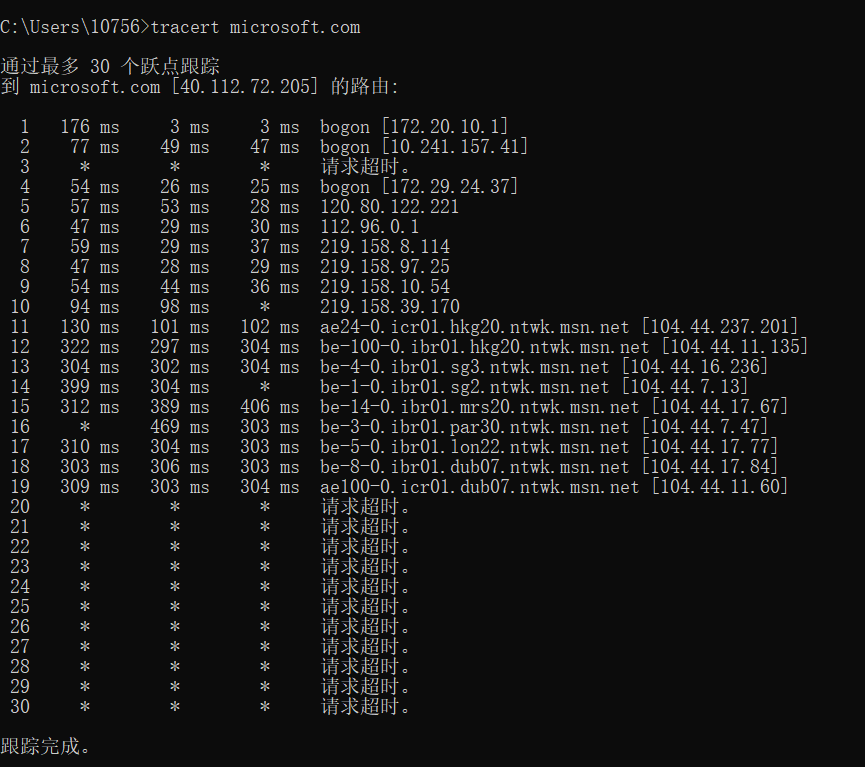 C:\Users\10756>tracert microsoft.com
通过最多 30 个跃点跟踪
到 microsoft.com [40.112.72.205] 的路由:
1 176 ms 3 ms 3 ms bogon [172.20.10.1]
2 77 ms 49 ms 47 ms bogon [10.241.157.41]
3 * * * 请求超时。
4 54 ms 26 ms 25 ms bogon [172.29.24.37]
5 57 ms 53 ms 28 ms 120.80.122.221
6 47 ms 29 ms 30 ms 112.96.0.1
7 59 ms 29 ms 37 ms 219.158.8.114
8 47 ms 28 ms 29 ms 219.158.97.25
9 54 ms 44 ms 36 ms 219.158.10.54
10 94 ms 98 ms * 219.158.39.170
11 130 ms 101 ms 102 ms ae24-0.icr01.hkg20.ntwk.msn.net [104.44.237.201]
12 322 ms 297 ms 304 ms be-100-0.ibr01.hkg20.ntwk.msn.net [104.44.11.135]
13 304 ms 302 ms 304 ms be-4-0.ibr01.sg3.ntwk.msn.net [104.44.16.236]
14 399 ms 304 ms * be-1-0.ibr01.sg2.ntwk.msn.net [104.44.7.13]
15 312 ms 389 ms 406 ms be-14-0.ibr01.mrs20.ntwk.msn.net [104.44.17.67]
16 * 469 ms 303 ms be-3-0.ibr01.par30.ntwk.msn.net [104.44.7.47]
17 310 ms 304 ms 303 ms be-5-0.ibr01.lon22.ntwk.msn.net [104.44.17.77]
18 303 ms 306 ms 303 ms be-8-0.ibr01.dub07.ntwk.msn.net [104.44.17.84]
19 309 ms 303 ms 304 ms ae100-0.icr01.dub07.ntwk.msn.net [104.44.11.60]
20 * * * 请求超时。
21 * * * 请求超时。
22 * * * 请求超时。
23 * * * 请求超时。
24 * * * 请求超时。
25 * * * 请求超时。
26 * * * 请求超时。
27 * * * 请求超时。
28 * * * 请求超时。
29 * * * 请求超时。
30 * * * 请求超时。
跟踪完成。